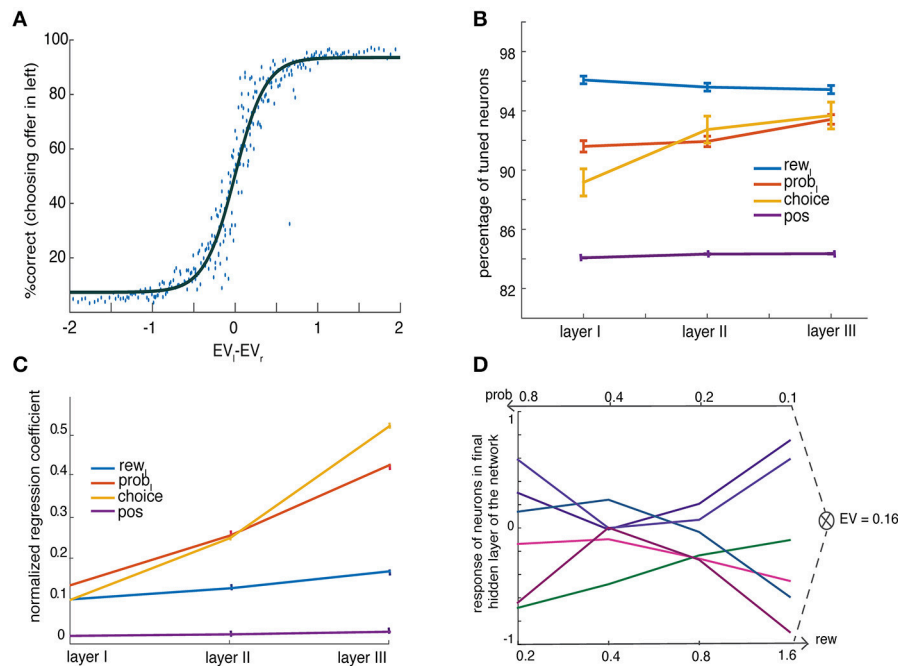 A
%correct (choosing offer in left)
100
80
60
40
20
-2 -1 0 1 2
EVl-EVr
B
percentage of tuned neurons
98
94
90
86
82
rewl
probl
choice
pos
layer I layer II layer III
C
normalized regression coefficient
0.5
0.4
0.3
0.2
0.1
0
rewl
probl
choice
pos
layer I layer II layer III
D
prob 0.8 0.4 0.2 0.1
response of neurons in final
hidden layer of the network
1
0
-1
EV = 0.16
0.2 0.4 0.8 1.6 rew